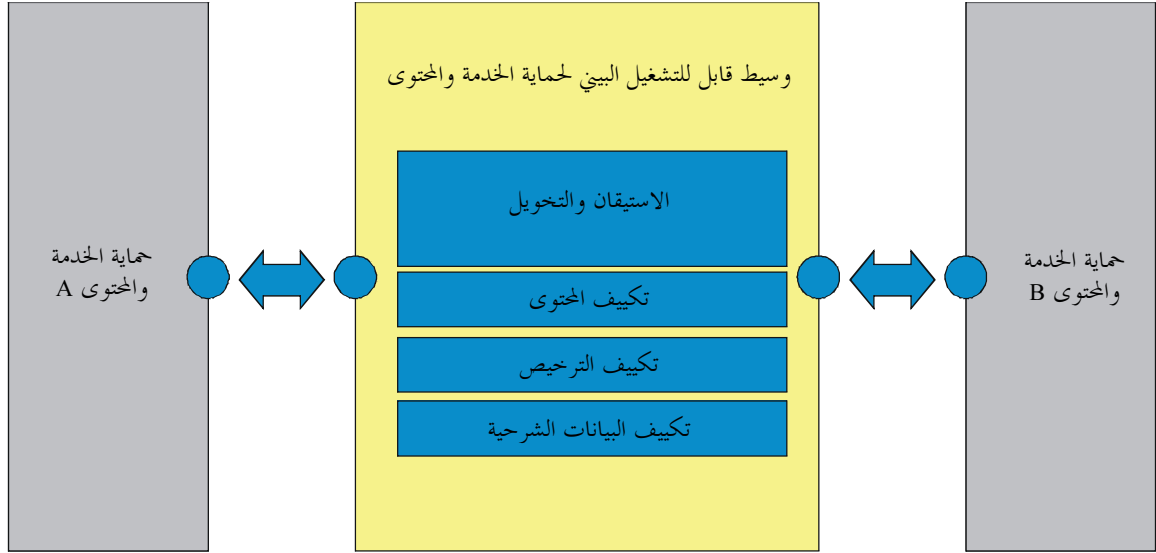 وسيط قابل للتشغيل البيني لحماية الخدمة والمحتوى
الاستيقان والتخويل
تكييف المحتوى
تكييف الترخيص
تكييف البيانات الشرحية
حماية الخدمة
والمحتوى B
حماية الخدمة
والمحتوى A